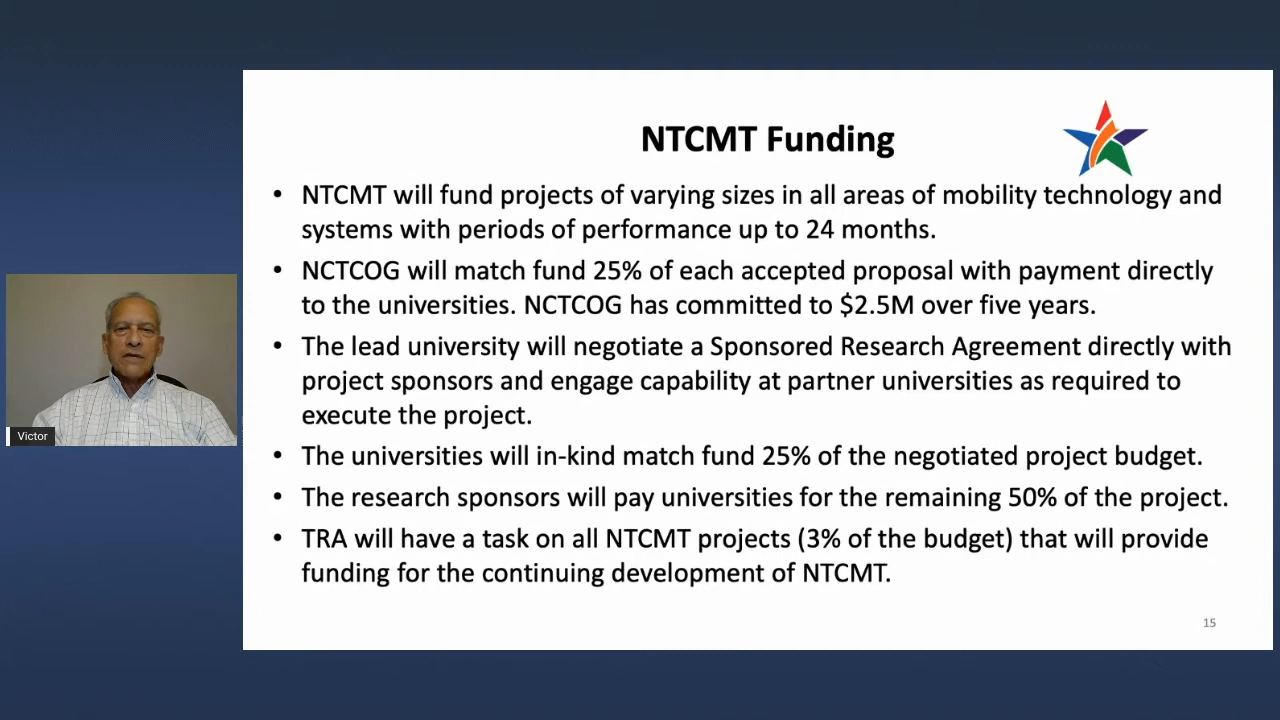 NTCMT Funding
• NTCMT will fund projects of varying sizes in all areas of mobility technology and
systems with periods of performance up to 24 months.
• NCTCOG will match fund 25% of each accepted proposal with payment directly
to the universities. NCTCOG has committed to $2.5M over five years.
• The lead university will negotiate a Sponsored Research Agreement directly with
project sponsors and engage capability at partner universities as required to
execute the project.
• The universities will in-kind match fund 25% of the negotiated project budget.
• The research sponsors will pay universities for the remaining 50% of the project.
• TRA will have a task on all NTCMT projects (3% of the budget) that will provide
funding for the continuing development of NTCMT.
15
Victor